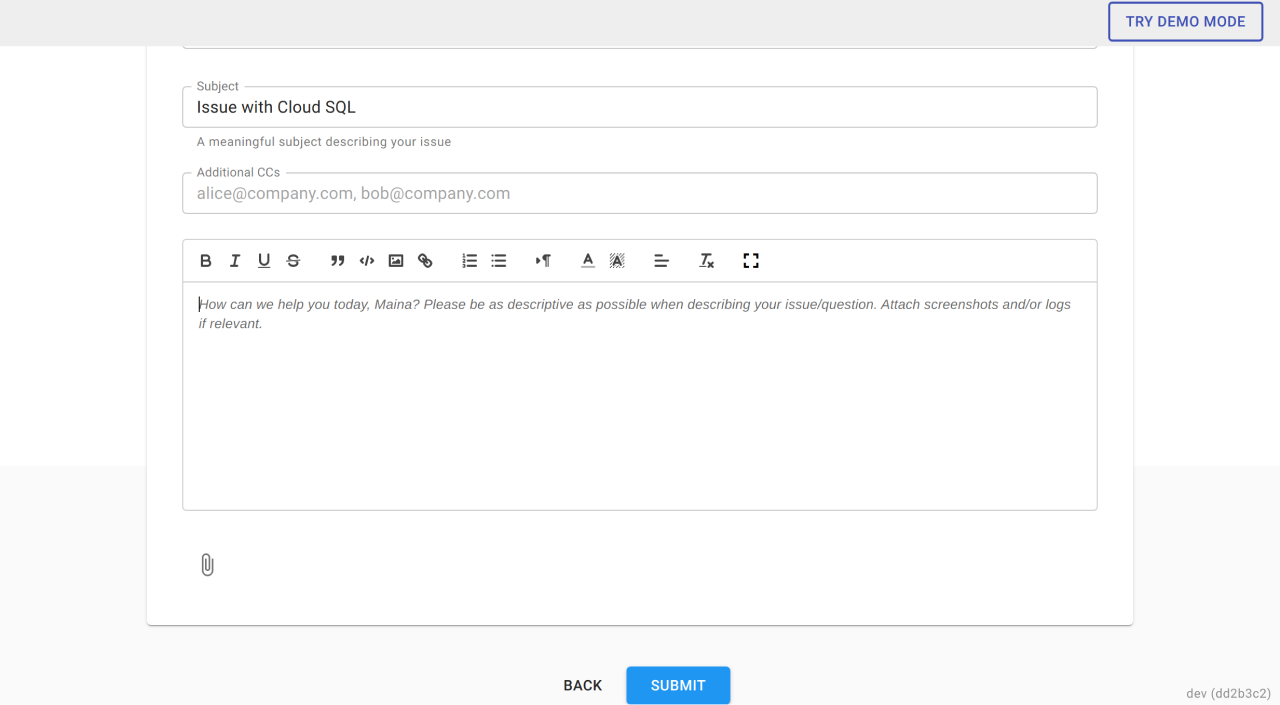 TRY DEMO MODE
Subject
Issue with Cloud SQL
A meaningful subject describing your issue
Additional CCs
alice@company.com, bob@company.com
How can we help you today, Maina? Please be as descriptive as possible when describing your issue/question. Attach screenshots and/or logs
if relevant.
BACK
SUBMIT
dev (dd2b3c2)